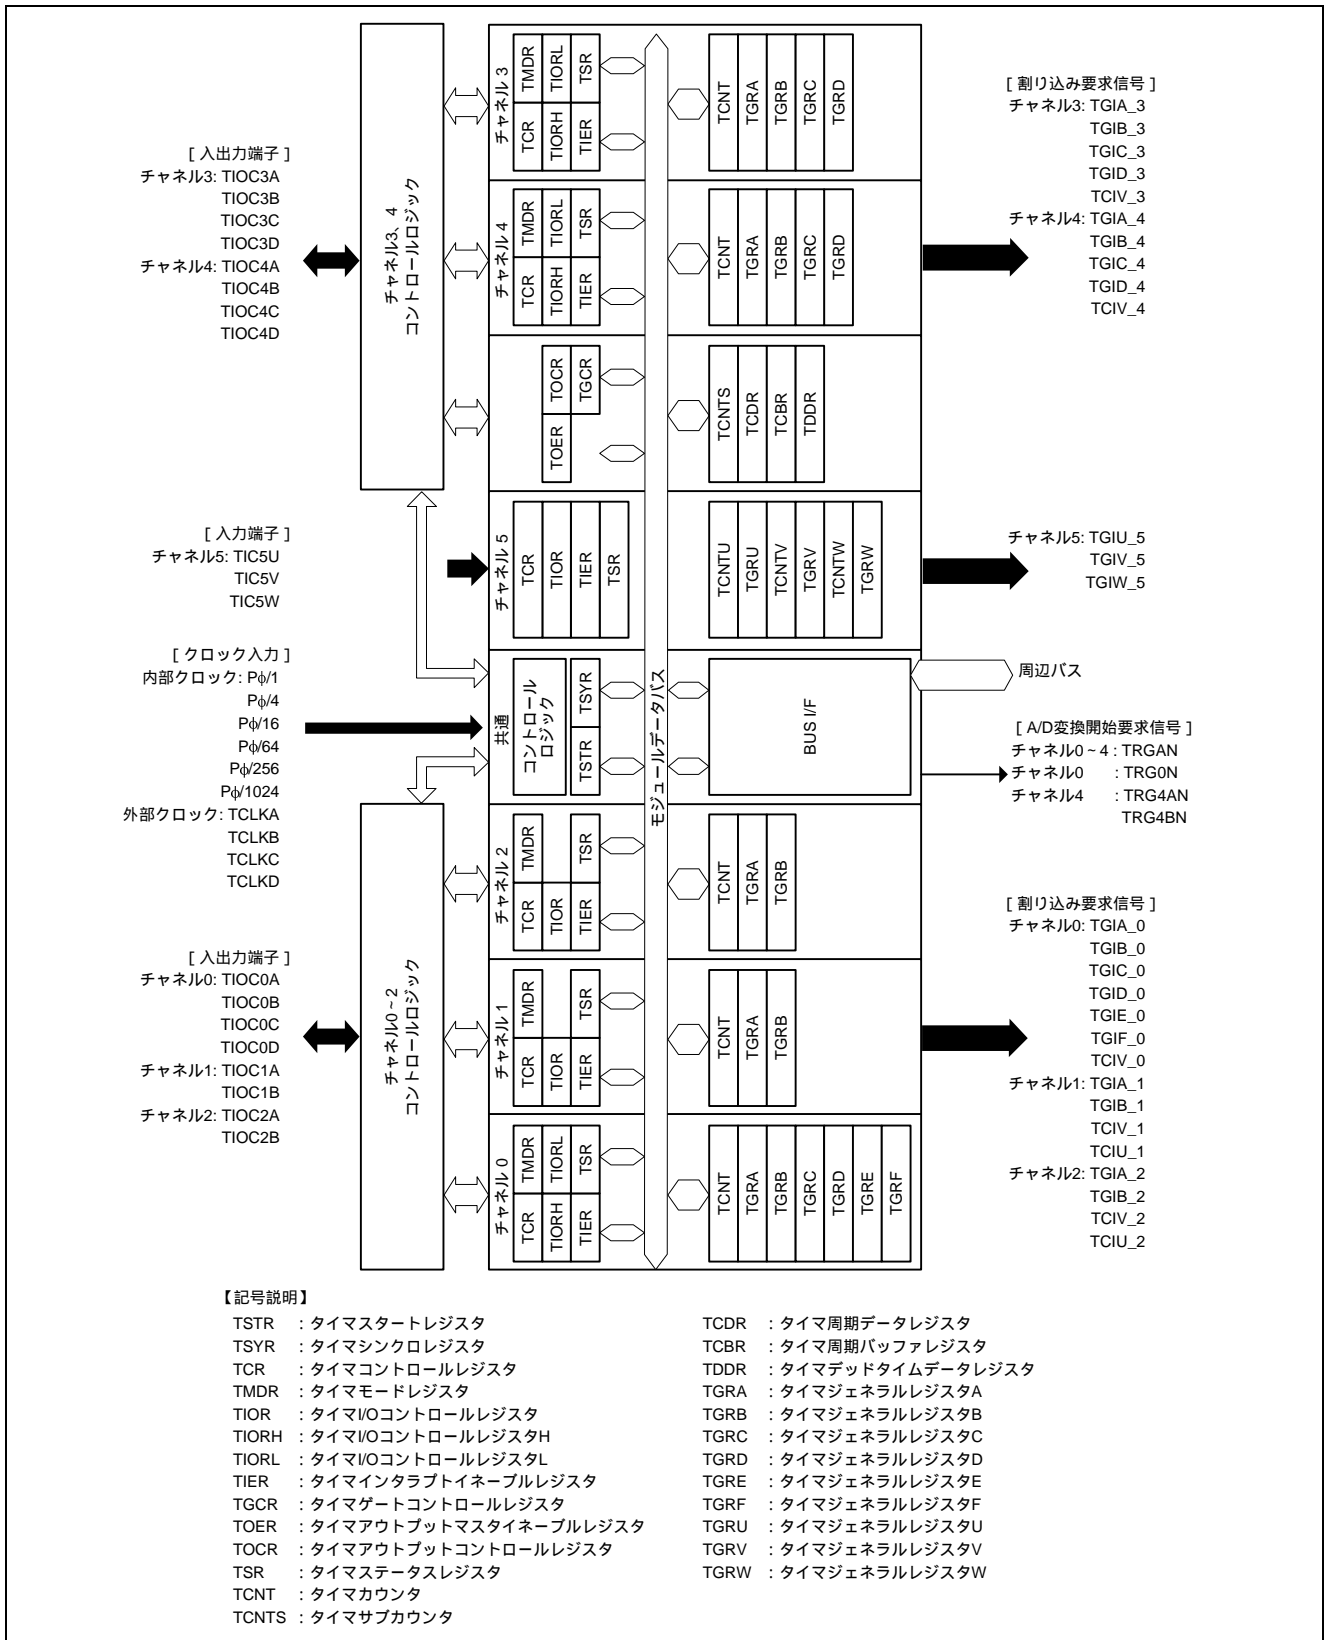 [ 入出力端子 ]
チャネル3: TIOC3A
TIOC3B
TIOC3C
TIOC3D
チャネル4: TIOC4A
TIOC4B
TIOC4C
TIOC4D
[ 入力端子 ]
チャネル5: TIC5U
TIC5V
TIC5W
[ クロック入力 ]
内部クロック: Pφ/1
Pφ/4
Pφ/16
Pφ/64
Pφ/256
Pφ/1024
外部クロック: TCLKA
TCLKB
TCLKC
TCLKD
[ 入出力端子 ]
チャネル0: TIOC0A
TIOC0B
TIOC0C
TIOC0D
チャネル1: TIOC1A
TIOC1B
チャネル2: TIOC2A
TIOC2B
チャネル3、4
コントロールロジック
チャネル0~2
コントロールロジック
チャネル 3
TCR TMDR
TIORH TIORL
TIER TSR
TCNT
TGRA
TGRB
TGRC
TGRD
チャネル 4
TCR TMDR
TIORH TIORL
TIER TSR
TCNT
TGRA
TGRB
TGRC
TGRD
TOER TOCR
TGCR
TCNTS
TCDR
TCBR
TDDR
チャネル 5
TCR
TIOR
TIER
TSR
TCNTU
TGRU
TCNTV
TGRV
TCNTW
TGRW
共通
コントロール
ロジック
TSTR TSYR
モジュールデータバス
BUS I/F
チャネル 2
TCR TMDR
TIOR
TIER TSR
TCNT
TGRA
TGRB
チャネル 1
TCR TMDR
TIOR
TIER TSR
TCNT
TGRA
TGRB
チャネル 0
TCR TMDR
TIORH TIORL
TIER TSR
TCNT
TGRA
TGRB
TGRC
TGRD
TGRE
TGRF
[ 割り込み要求信号 ]
チャネル3: TGIA_3
TGIB_3
TGIC_3
TGID_3
TCIV_3
チャネル4: TGIA_4
TGIB_4
TGIC_4
TGID_4
TCIV_4
チャネル5: TGIU_5
TGIV_5
TGIW_5
周辺バス
[ A/D変換開始要求信号 ]
チャネル0~4 : TRGAN
チャネル0 : TRG0N
チャネル4 : TRG4AN
TRG4BN
[ 割り込み要求信号 ]
チャネル0: TGIA_0
TGIB_0
TGIC_0
TGID_0
TGIE_0
TGIF_0
TCIV_0
チャネル1: TGIA_1
TGIB_1
TCIV_1
TCIU_1
チャネル2: TGIA_2
TGIB_2
TCIV_2
TCIU_2
【記号説明】
TSTR : タイマスタートレジスタ
TSYR : タイマシンクロレジスタ
TCR : タイマコントロールレジスタ
TMDR : タイマモードレジスタ
TIOR : タイマI/Oコントロールレジスタ
TIORH : タイマI/OコントロールレジスタH
TIORL : タイマI/OコントロールレジスタL
TIER : タイマインタラプトイネーブルレジスタ
TGCR : タイマゲートコントロールレジスタ
TOER : タイマアウトプットマスタイネーブルレジスタ
TOCR : タイマアウトプットコントロールレジスタ
TSR : タイマステータスレジスタ
TCNT : タイマカウンタ
TCNTS : タイマサブカウンタ
TCDR : タイマ周期データレジスタ
TCBR : タイマ周期バッファレジスタ
TDDR : タイマデッドタイムデータレジスタ
TGRA : タイマジェネラルレジスタA
TGRB : タイマジェネラルレジスタB
TGRC : タイマジェネラルレジスタC
TGRD : タイマジェネラルレジスタD
TGRE : タイマジェネラルレジスタE
TGRF : タイマジェネラルレジスタF
TGRU : タイマジェネラルレジスタU
TGRV : タイマジェネラルレジスタV
TGRW : タイマジェネラルレジスタW